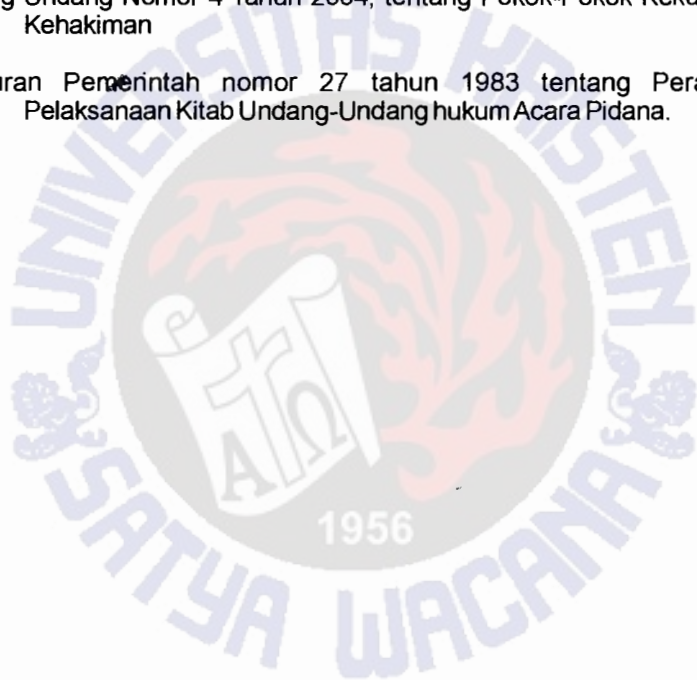 Undang Nomor 4 Tahun 2004, tentang Pokok-Pokok
Kehakiman
Pemerintah nomor 27 tahun 1983 tentang
Pelaksanaan Kitab Undang-Undang hukum Acara Pidana.
UNIVERSITAS KRISTEN
Α Ω
1956
SATYA WACANA